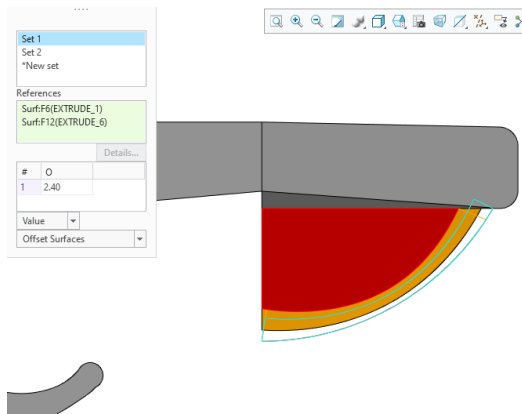 Set 1
Set 2
*New set
References
Surf:F6(EXTRUDE_1)
Surf:F12(EXTRUDE_6)
Details...
# O
1 2.40
Value
Offset Surfaces